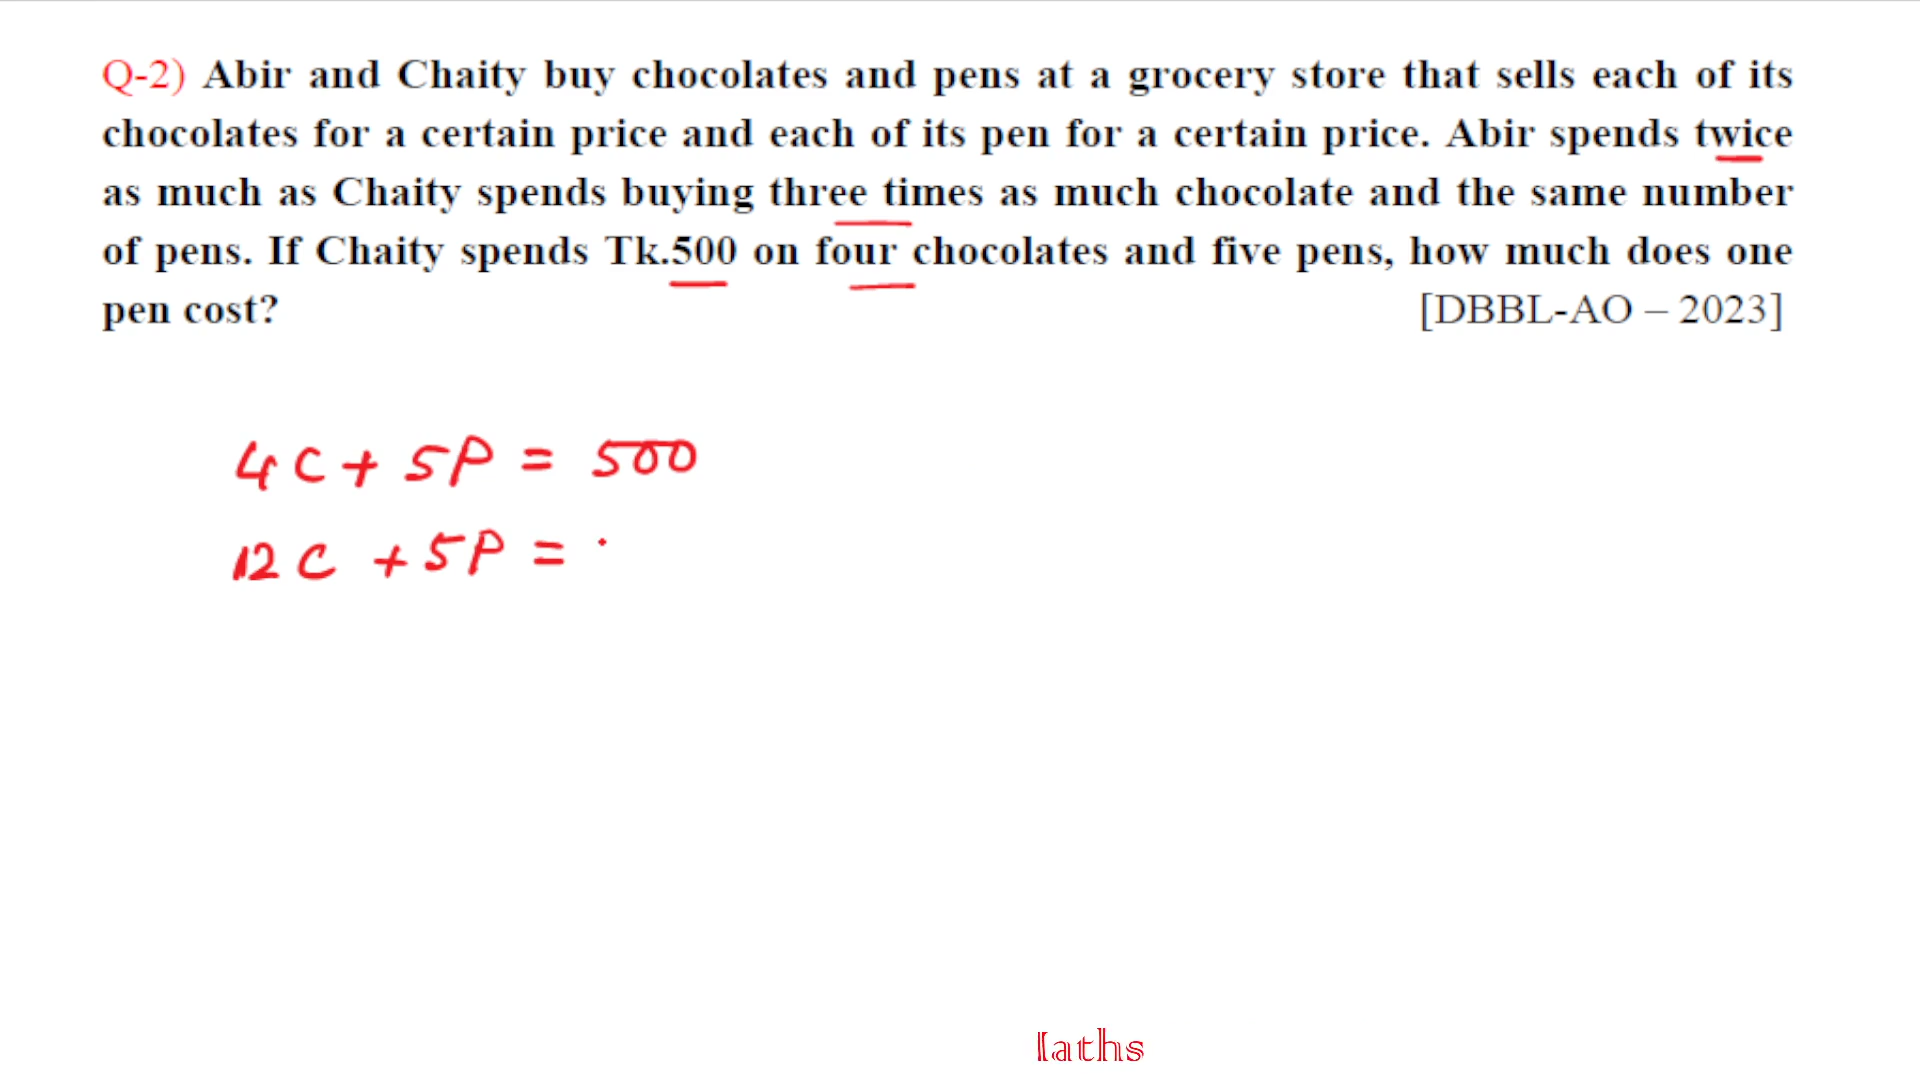 Q-2) Abir and Chaity buy chocolates and pens at a grocery store that sells each of its
chocolates for a certain price and each of its pen for a certain price. Abir spends twice
as much as Chaity spends buying three times as much chocolate and the same number
of pens. If Chaity spends Tk.500 on four chocolates and five pens, how much does one
pen cost? [DBBL-AO – 2023]
4C + 5P = 500
12C + 5P =